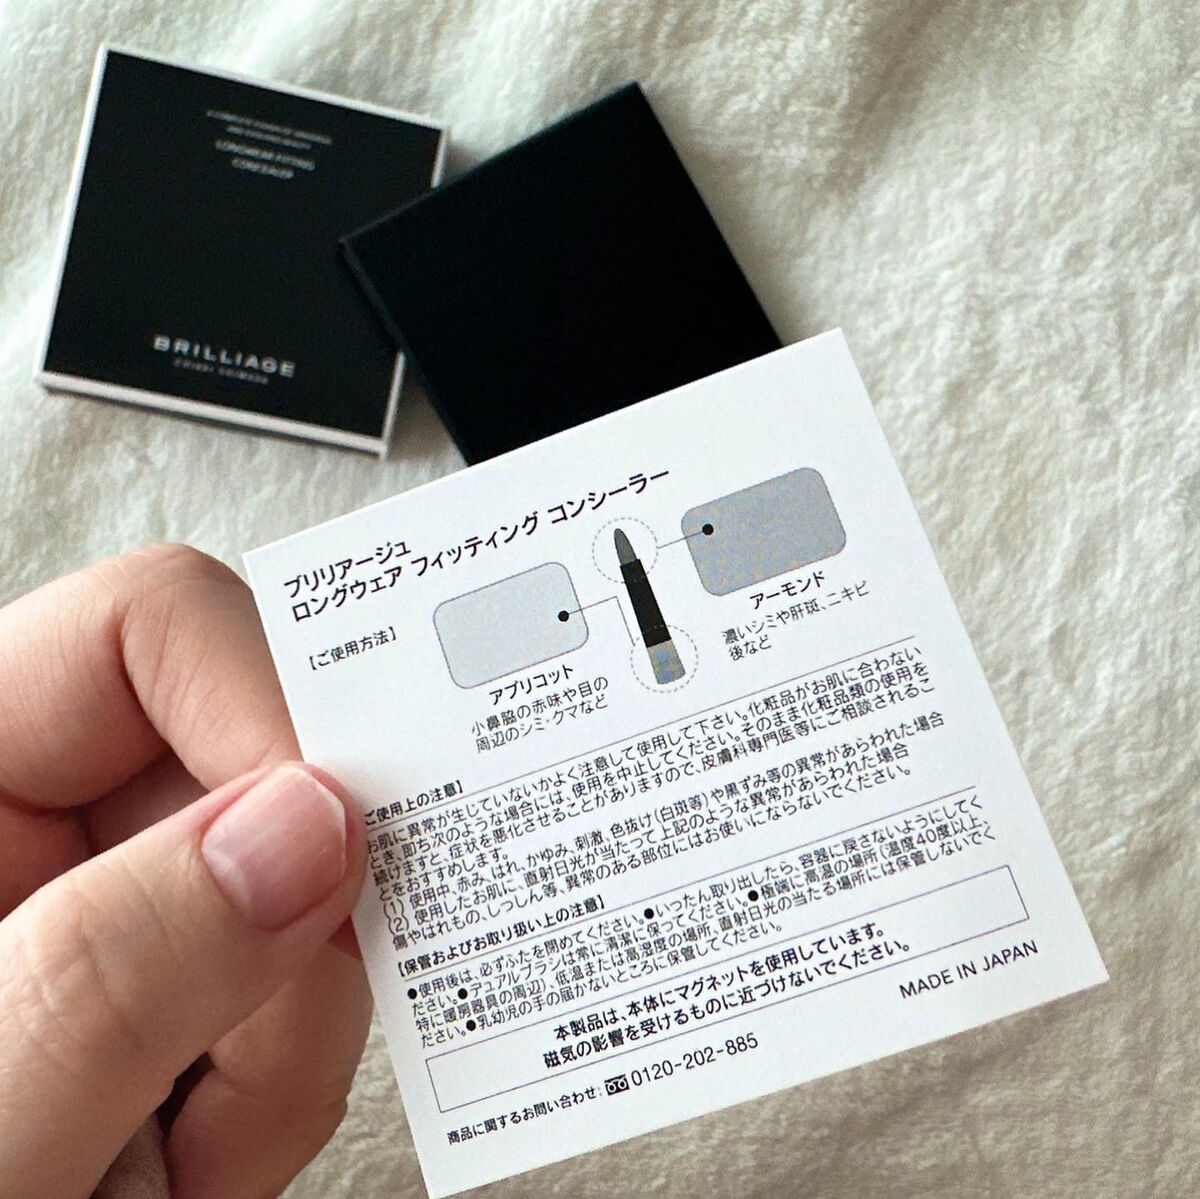 LONGWEAR FITTING
CONCEALER
BRILLIAGE
CHIAKI SHIMADA
ブリリアージュ
ロングウェア フィッティング コンシーラー
【ご使用方法】
アプリコット
小鼻脇の赤味や目の
周辺のシミ・クマなど
アーモンド
濃いシミや肝斑、ニキビ
後など
ご使用上の注意】
お肌に異常が生じていないかよく注意して使用して下さい。化粧品がお肌に合わない
とき、即ち次のような場合には、使用を中止してください。そのまま化粧品類の使用を
続けますと、症状を悪化させることがありますので、皮膚科専門医等にご相談されるこ
とをおすすめします。
(1) 使用中、赤み、はれ、かゆみ、刺激、色抜け(白斑等)や黒ずみ等の異常があらわれた場合
(2) 使用したお肌に、直射日光が当たって上記のような異常があらわれた場合
傷やはれもの、しっしん等、異常のある部位にはお使いにならないでください。
【保管およびお取り扱い上の注意】
●使用後は、必ずふたを閉めてください。●いったん取り出したら、容器に戻さないようにしてく
ださい。●デュアルブラシは常に清潔に保ってください。●極端に高温の場所(温度40度以上、
特に暖房器具の周辺)、低温または高湿度の場所、直射日光の当たる場所には保管しないでく
ださい。●乳幼児の手の届かないところに保管してください。
本製品は、本体にマグネットを使用しています。
磁気の影響を受けるものに近づけないでください。
MADE IN JAPAN
商品に関するお問い合わせ: 0120-202-885